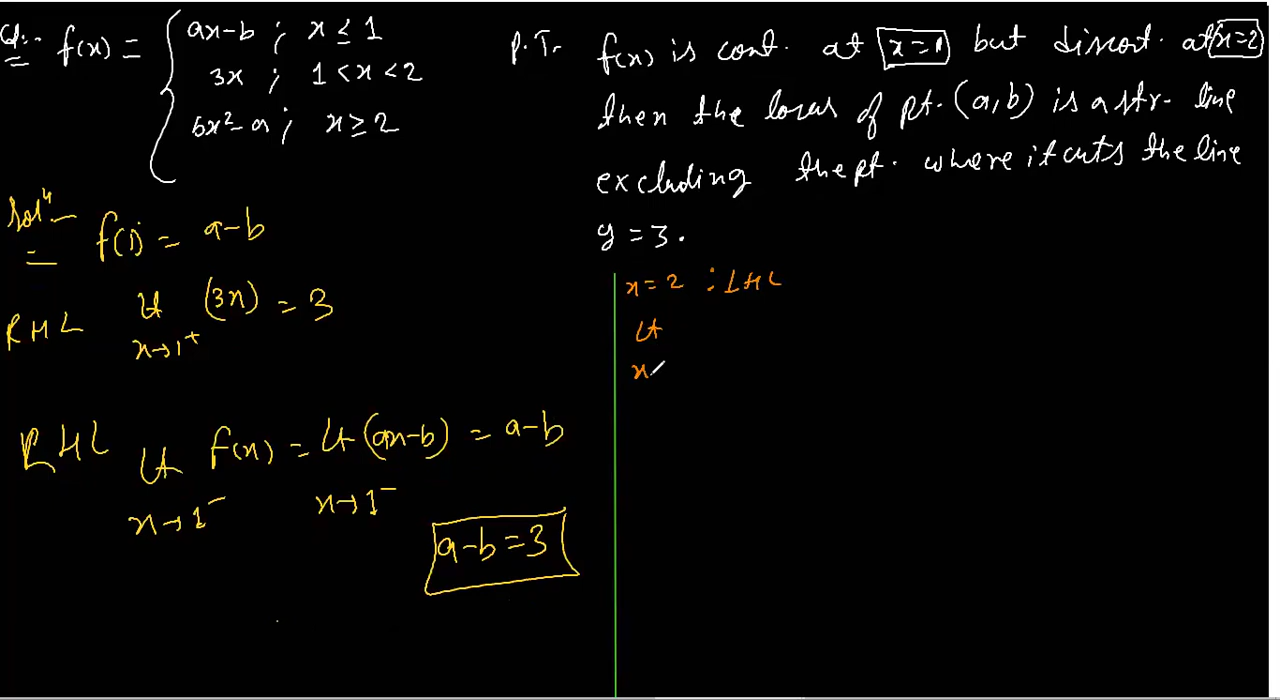 Q:- f(x) = { ax-b ; x ≤ 1
3x ; 1 < x < 2
bx²-a ; x ≥ 2
P.T. f(x) is cont. at x=1 but discont. at x=2
then the locus of pt. (a,b) is a str. line
excluding the pt. where it cuts the line
y = 3.
Solⁿ- f(1) = a-b
RHL Lt (3x) = 3
x→1⁺
RHL Lt f(x) = Lt (ax-b) = a-b
x→1⁻ x→1⁻
a-b=3
x=2 : LHL
Lt
x